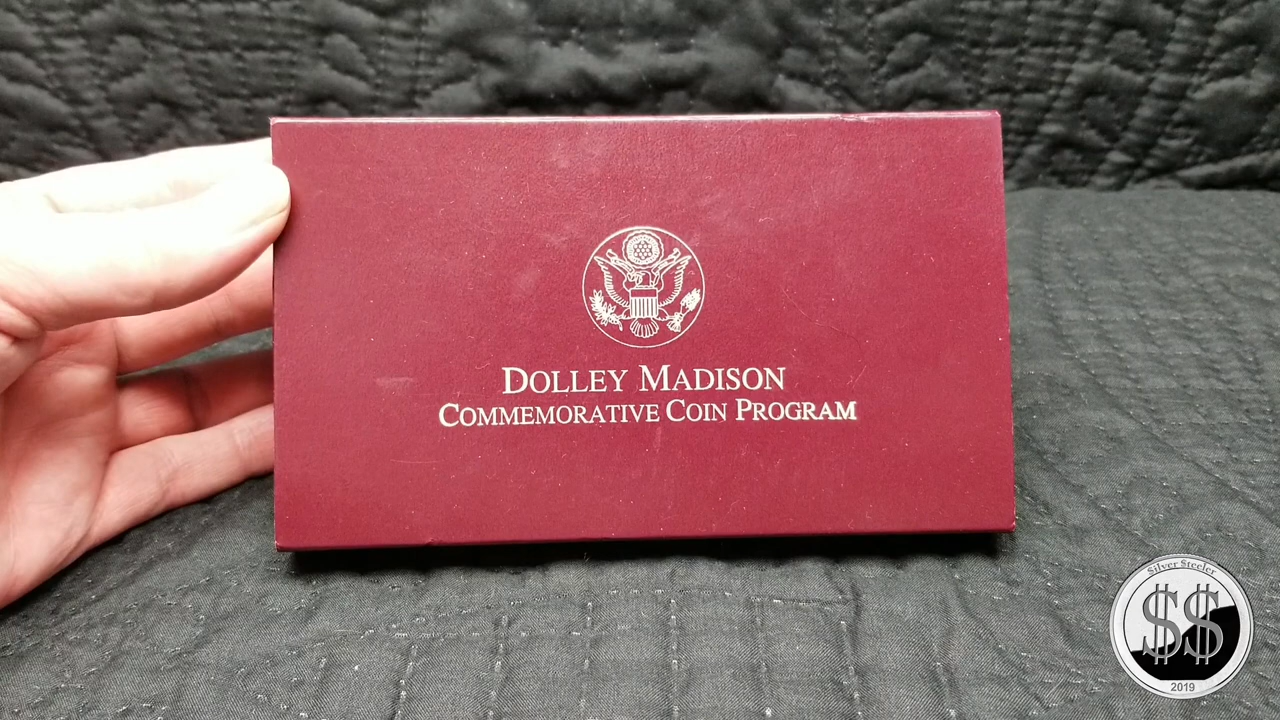 DOLLEY MADISON
COMMEMORATIVE COIN PROGRAM
Silver Steeler
$$
2019